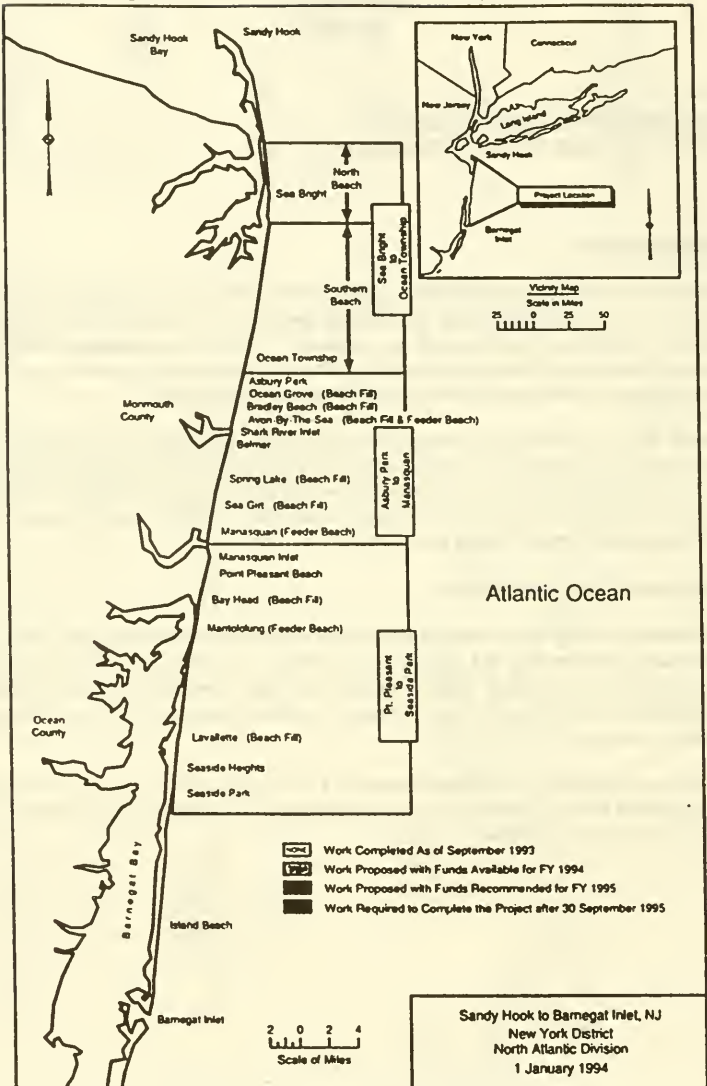 Sandy Hook
Bay
Sandy Hook
New York
Connecticut
New Jersey
Long Island
Sandy Hook
Project Location
Barnegat
Inlet
Vicinity Map
Scale in Miles
25 0 25 50
North
Beach
Sea Bright
Sea Bright
to
Ocean Township
Southern
Beach
Ocean Township
Asbury Park
Ocean Grove (Beach Fill)
Bradley Beach (Beach Fill)
Avon-By-The Sea (Beach Fill & Feeder Beach)
Monmouth
County
Shark River Inlet
Belmar
Asbury Park
to
Manasquan
Spring Lake (Beach Fill)
Sea Girt (Beach Fill)
Manasquan (Feeder Beach)
Manasquan Inlet
Point Pleasant Beach
Atlantic Ocean
Bay Head (Beach Fill)
Mantololung (Feeder Beach)
Pt. Pleasant
to
Seaside Park
Ocean
County
Lavallette (Beach Fill)
Seaside Heights
Seaside Park
Work Completed As of September 1993
Work Proposed with Funds Available for FY 1994
Work Proposed with Funds Recommended for FY 1995
Work Required to Complete the Project after 30 September 1995
Barnegat Bay
Island Beach
Barnegat Inlet
2 0 2 4
Scale of Miles
Sandy Hook to Barnegat Inlet, NJ
New York District
North Atlantic Division
1 January 1994